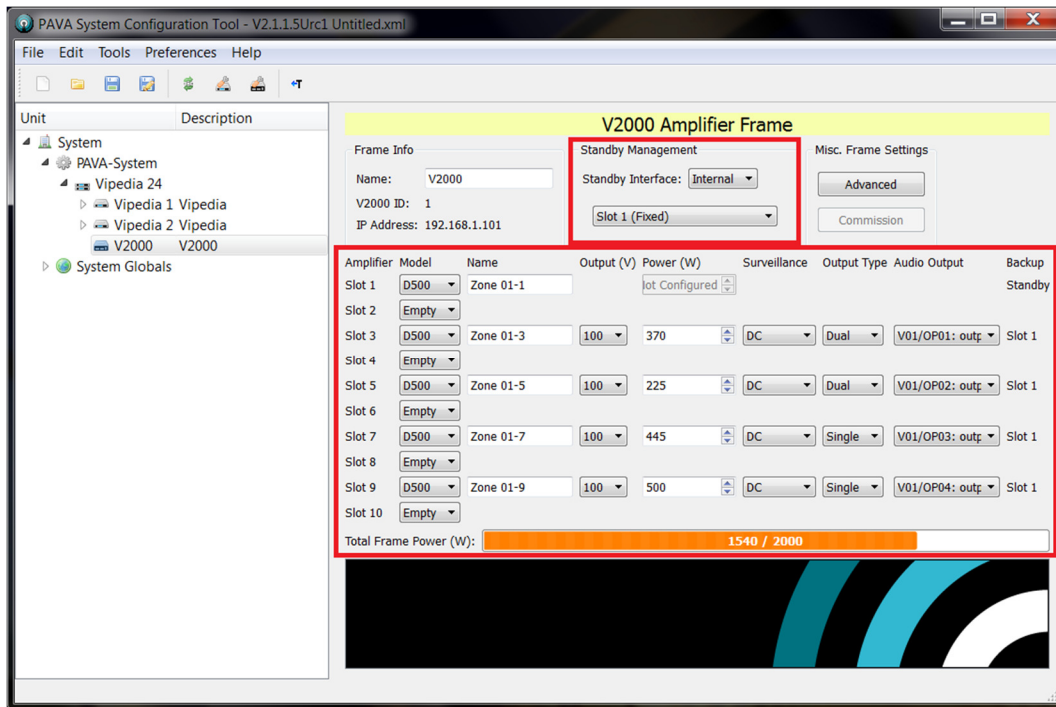 PAVA System Configuration Tool - V2.1.1.5Urc1 Untitled.xml
File Edit Tools Preferences Help
T
Unit Description
System
PAVA-System
Vipedia 24
Vipedia 1 Vipedia
Vipedia 2 Vipedia
V2000 V2000
System Globals
V2000 Amplifier Frame
Frame Info
Name: V2000
V2000 ID: 1
IP Address: 192.168.1.101
Standby Management
Standby Interface: Internal
Slot 1 (Fixed)
Misc. Frame Settings
Advanced
Commission
Amplifier Model Name Output (V) Power (W) Surveillance Output Type Audio Output Backup
Slot 1 D500 Zone 01-1 lot Configured Standby
Slot 2 Empty
Slot 3 D500 Zone 01-3 100 370 DC Dual V01/OP01: outp Slot 1
Slot 4 Empty
Slot 5 D500 Zone 01-5 100 225 DC Dual V01/OP02: outp Slot 1
Slot 6 Empty
Slot 7 D500 Zone 01-7 100 445 DC Single V01/OP03: outp Slot 1
Slot 8 Empty
Slot 9 D500 Zone 01-9 100 500 DC Single V01/OP04: outp Slot 1
Slot 10 Empty
Total Frame Power (W): 1540 / 2000